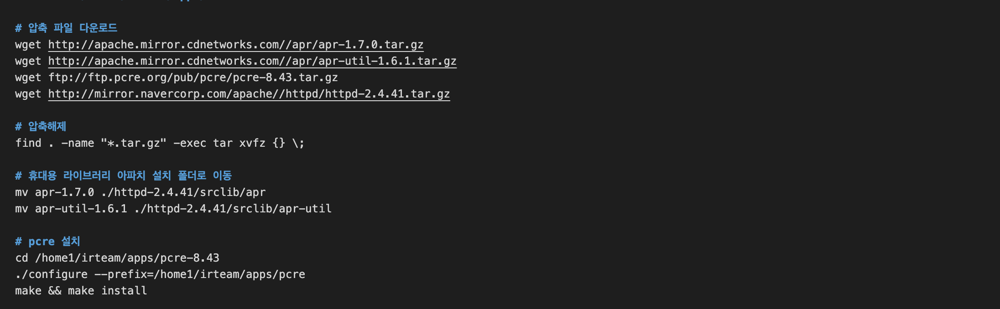 # 압축 파일 다운로드
wget http://apache.mirror.cdnetworks.com//apr/apr-1.7.0.tar.gz
wget http://apache.mirror.cdnetworks.com//apr/apr-util-1.6.1.tar.gz
wget ftp://ftp.pcre.org/pub/pcre/pcre-8.43.tar.gz
wget http://mirror.navercorp.com/apache//httpd/httpd-2.4.41.tar.gz
# 압축해제
find . -name "*.tar.gz" -exec tar xvfz {} \;
# 휴대용 라이브러리 아파치 설치 폴더로 이동
mv apr-1.7.0 ./httpd-2.4.41/srclib/apr
mv apr-util-1.6.1 ./httpd-2.4.41/srclib/apr-util
# pcre 설치
cd /home1/irteam/apps/pcre-8.43
./configure --prefix=/home1/irteam/apps/pcre
make && make install